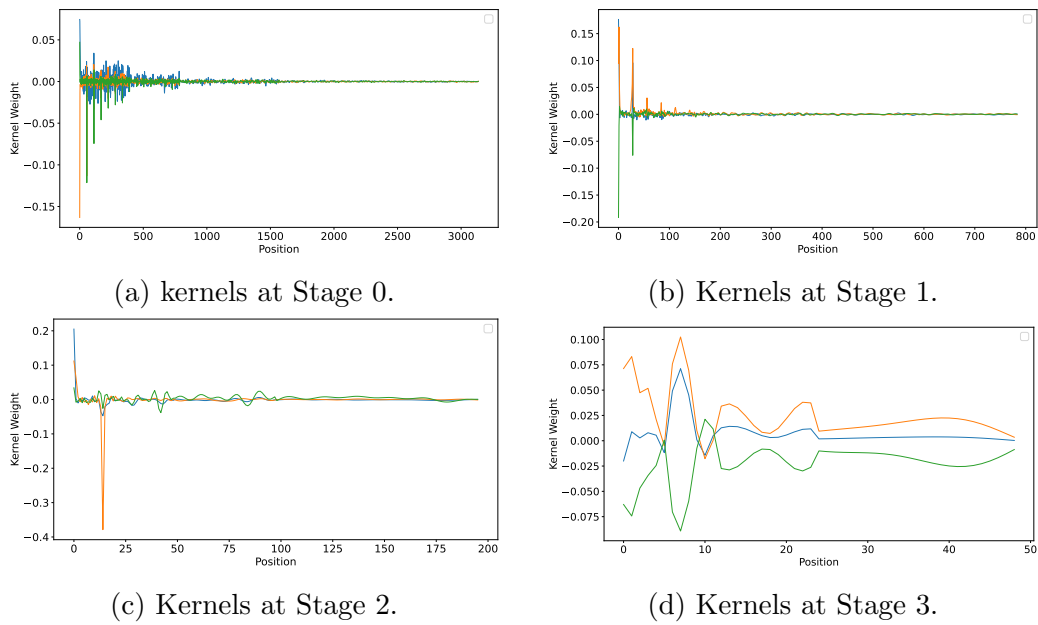 0.05
0.00
−0.05
−0.10
−0.15
Kernel Weight
0 500 1000 1500 2000 2500 3000
Position
(a) kernels at Stage 0.
0.15
0.10
0.05
0.00
−0.05
−0.10
−0.15
−0.20
Kernel Weight
0 100 200 300 400 500 600 700 800
Position
(b) Kernels at Stage 1.
0.2
0.1
0.0
−0.1
−0.2
−0.3
−0.4
Kernel Weight
0 25 50 75 100 125 150 175 200
Position
(c) Kernels at Stage 2.
0.100
0.075
0.050
0.025
0.000
−0.025
−0.050
−0.075
Kernel Weight
0 10 20 30 40 50
Position
(d) Kernels at Stage 3.